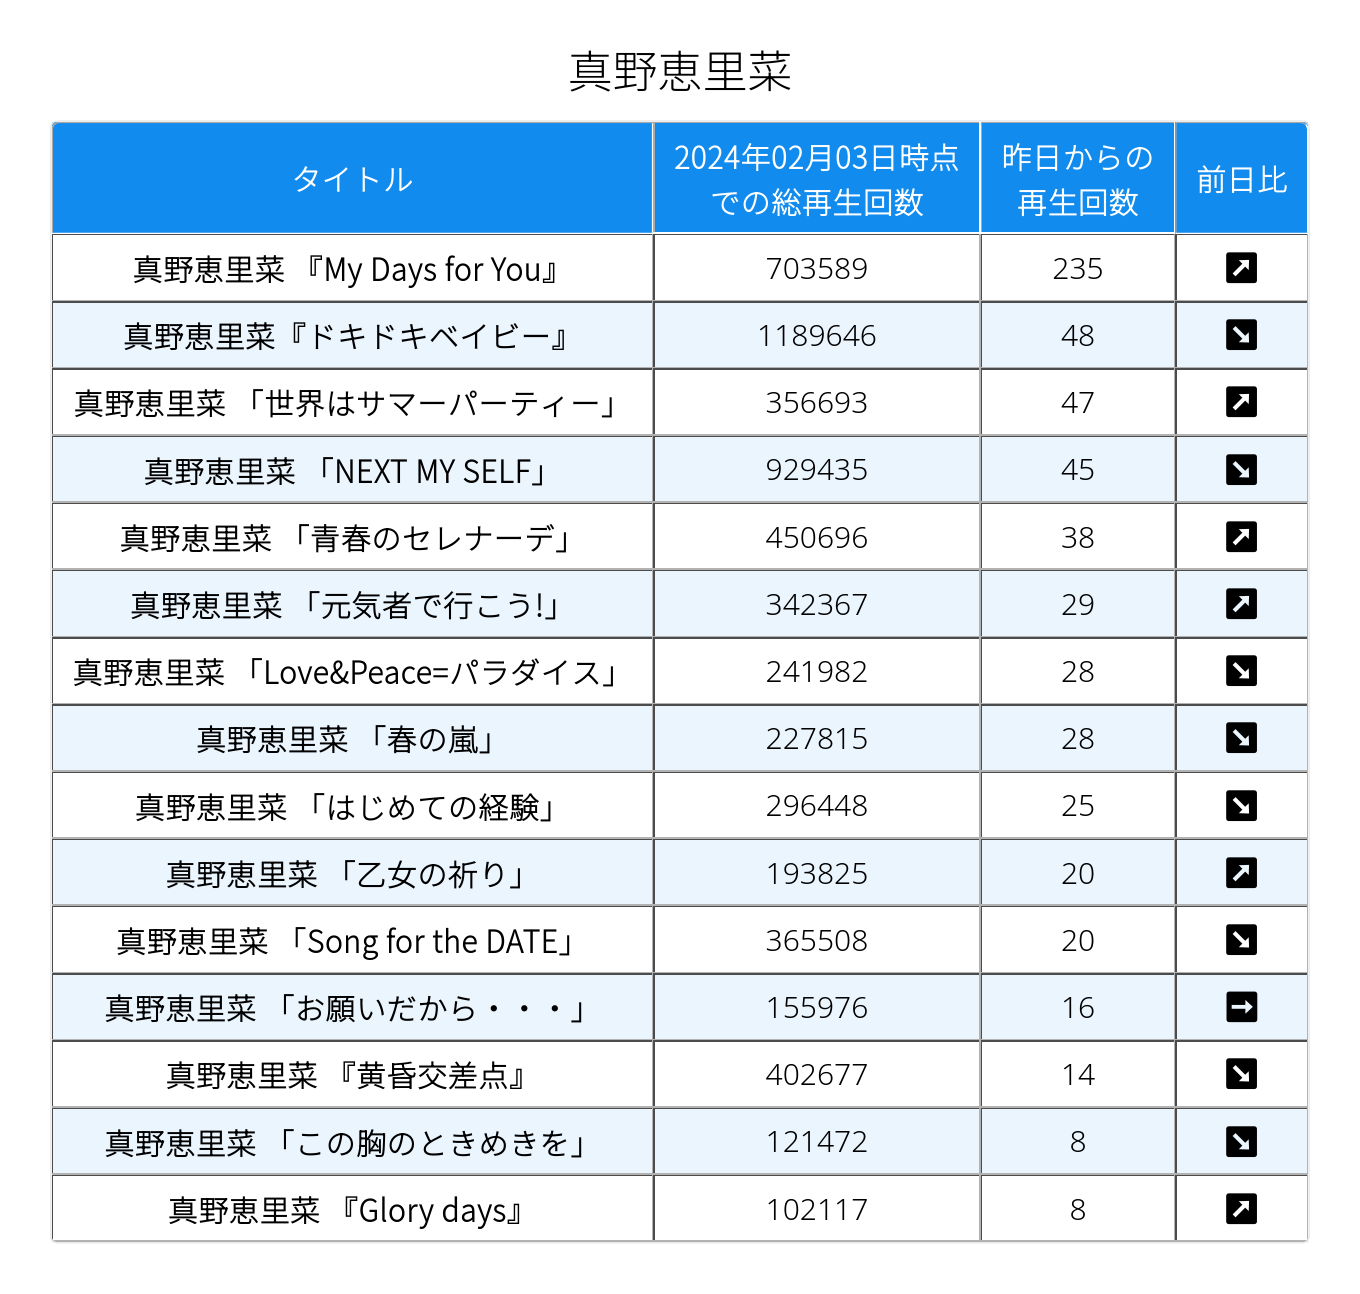 真野恵里菜
タイトル 2024年02月03日時点での総再生回数 昨日からの再生回数 前日比
真野恵里菜 『My Days for You』 703589 235 ↗
真野恵里菜『ドキドキベイビー』 1189646 48 ↘
真野恵里菜 「世界はサマーパーティー」 356693 47 ↗
真野恵里菜 「NEXT MY SELF」 929435 45 ↘
真野恵里菜 「青春のセレナーデ」 450696 38 ↗
真野恵里菜 「元気者で行こう!」 342367 29 ↗
真野恵里菜 「Love&Peace=パラダイス」 241982 28 ↘
真野恵里菜 「春の嵐」 227815 28 ↘
真野恵里菜 「はじめての経験」 296448 25 ↘
真野恵里菜 「乙女の祈り」 193825 20 ↗
真野恵里菜 「Song for the DATE」 365508 20 ↘
真野恵里菜 「お願いだから・・・」 155976 16 →
真野恵里菜 『黄昏交差点』 402677 14 ↘
真野恵里菜 「この胸のときめきを」 121472 8 ↘
真野恵里菜 『Glory days』 102117 8 ↗